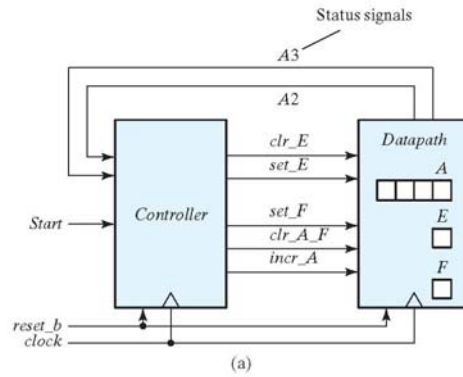 Status signals
A3
A2
clr_E
set_E
Datapath
A
Start
Controller
set_F
E
clr_A_F
incr_A
F
reset_b
clock
(a)